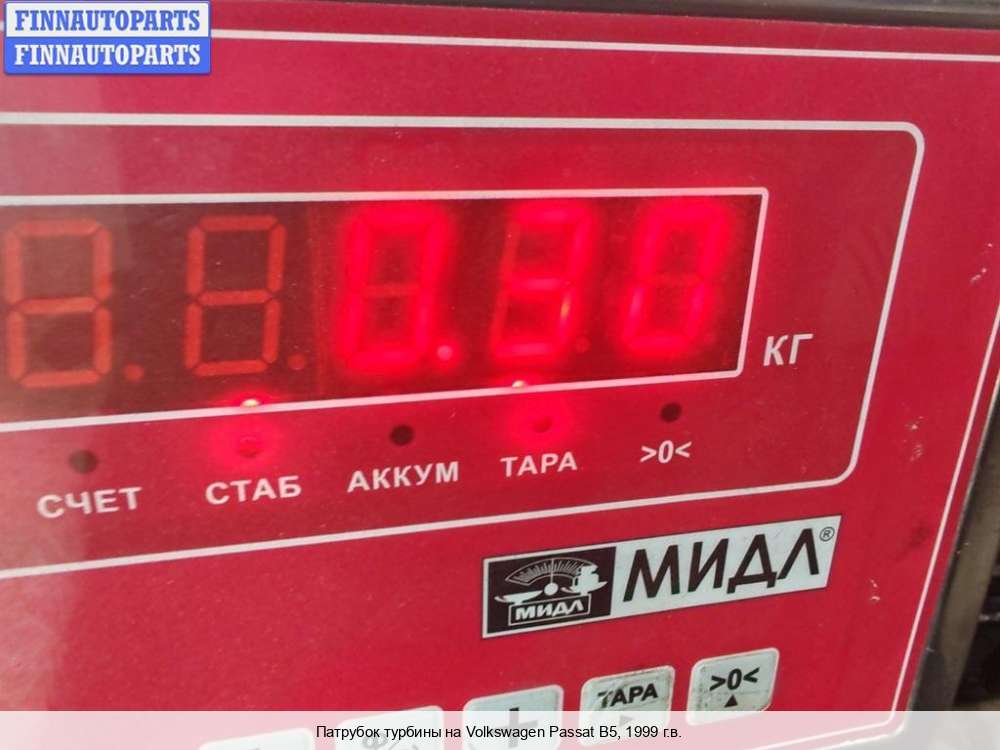 FINNAUTOPARTS
FINNAUTOPARTS
0.30
КГ
СЧЕТ СТАБ АККУМ ТАРА >0<
МИДЛ МИДЛ®
+ ТАРА >0<
Патрубок турбины на Volkswagen Passat B5, 1999 г.в.